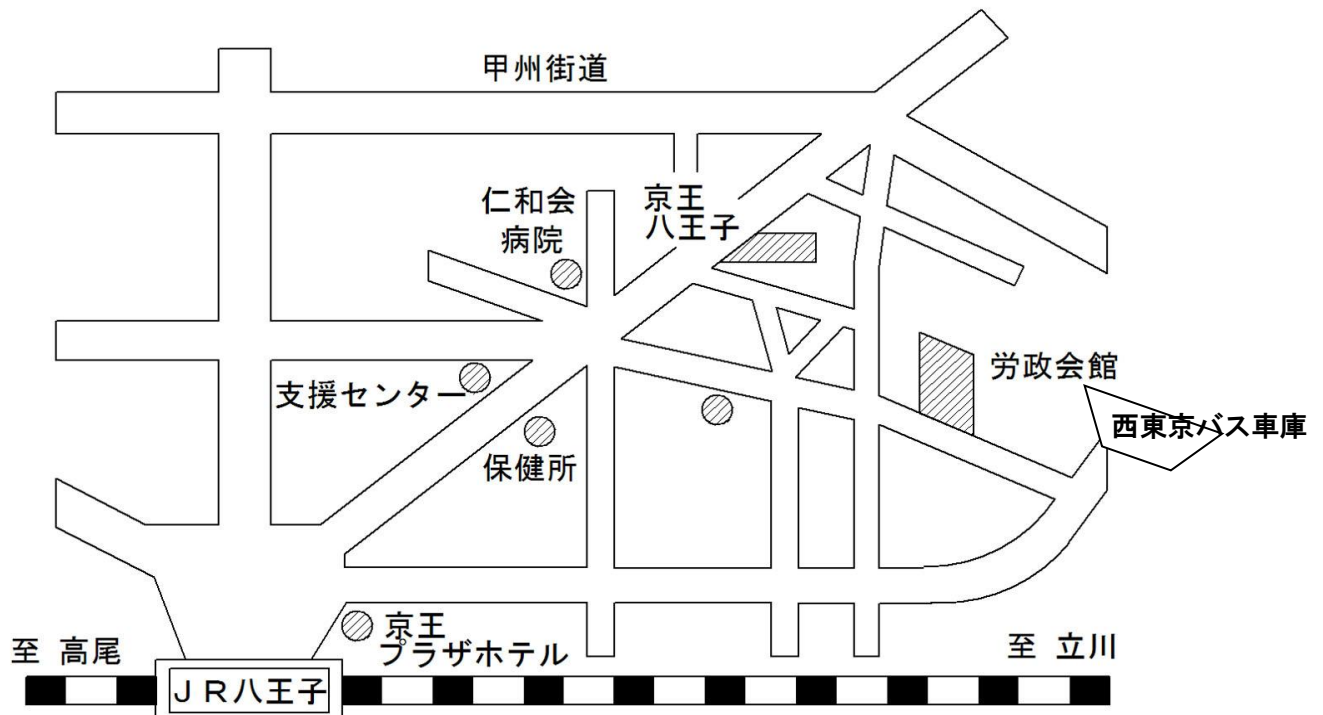 甲州街道
仁和会
病院
京王
八王子
労政会館
支援センター
西東京バス車庫
保健所
京王
プラザホテル
至 高尾
至 立川
JR八王子